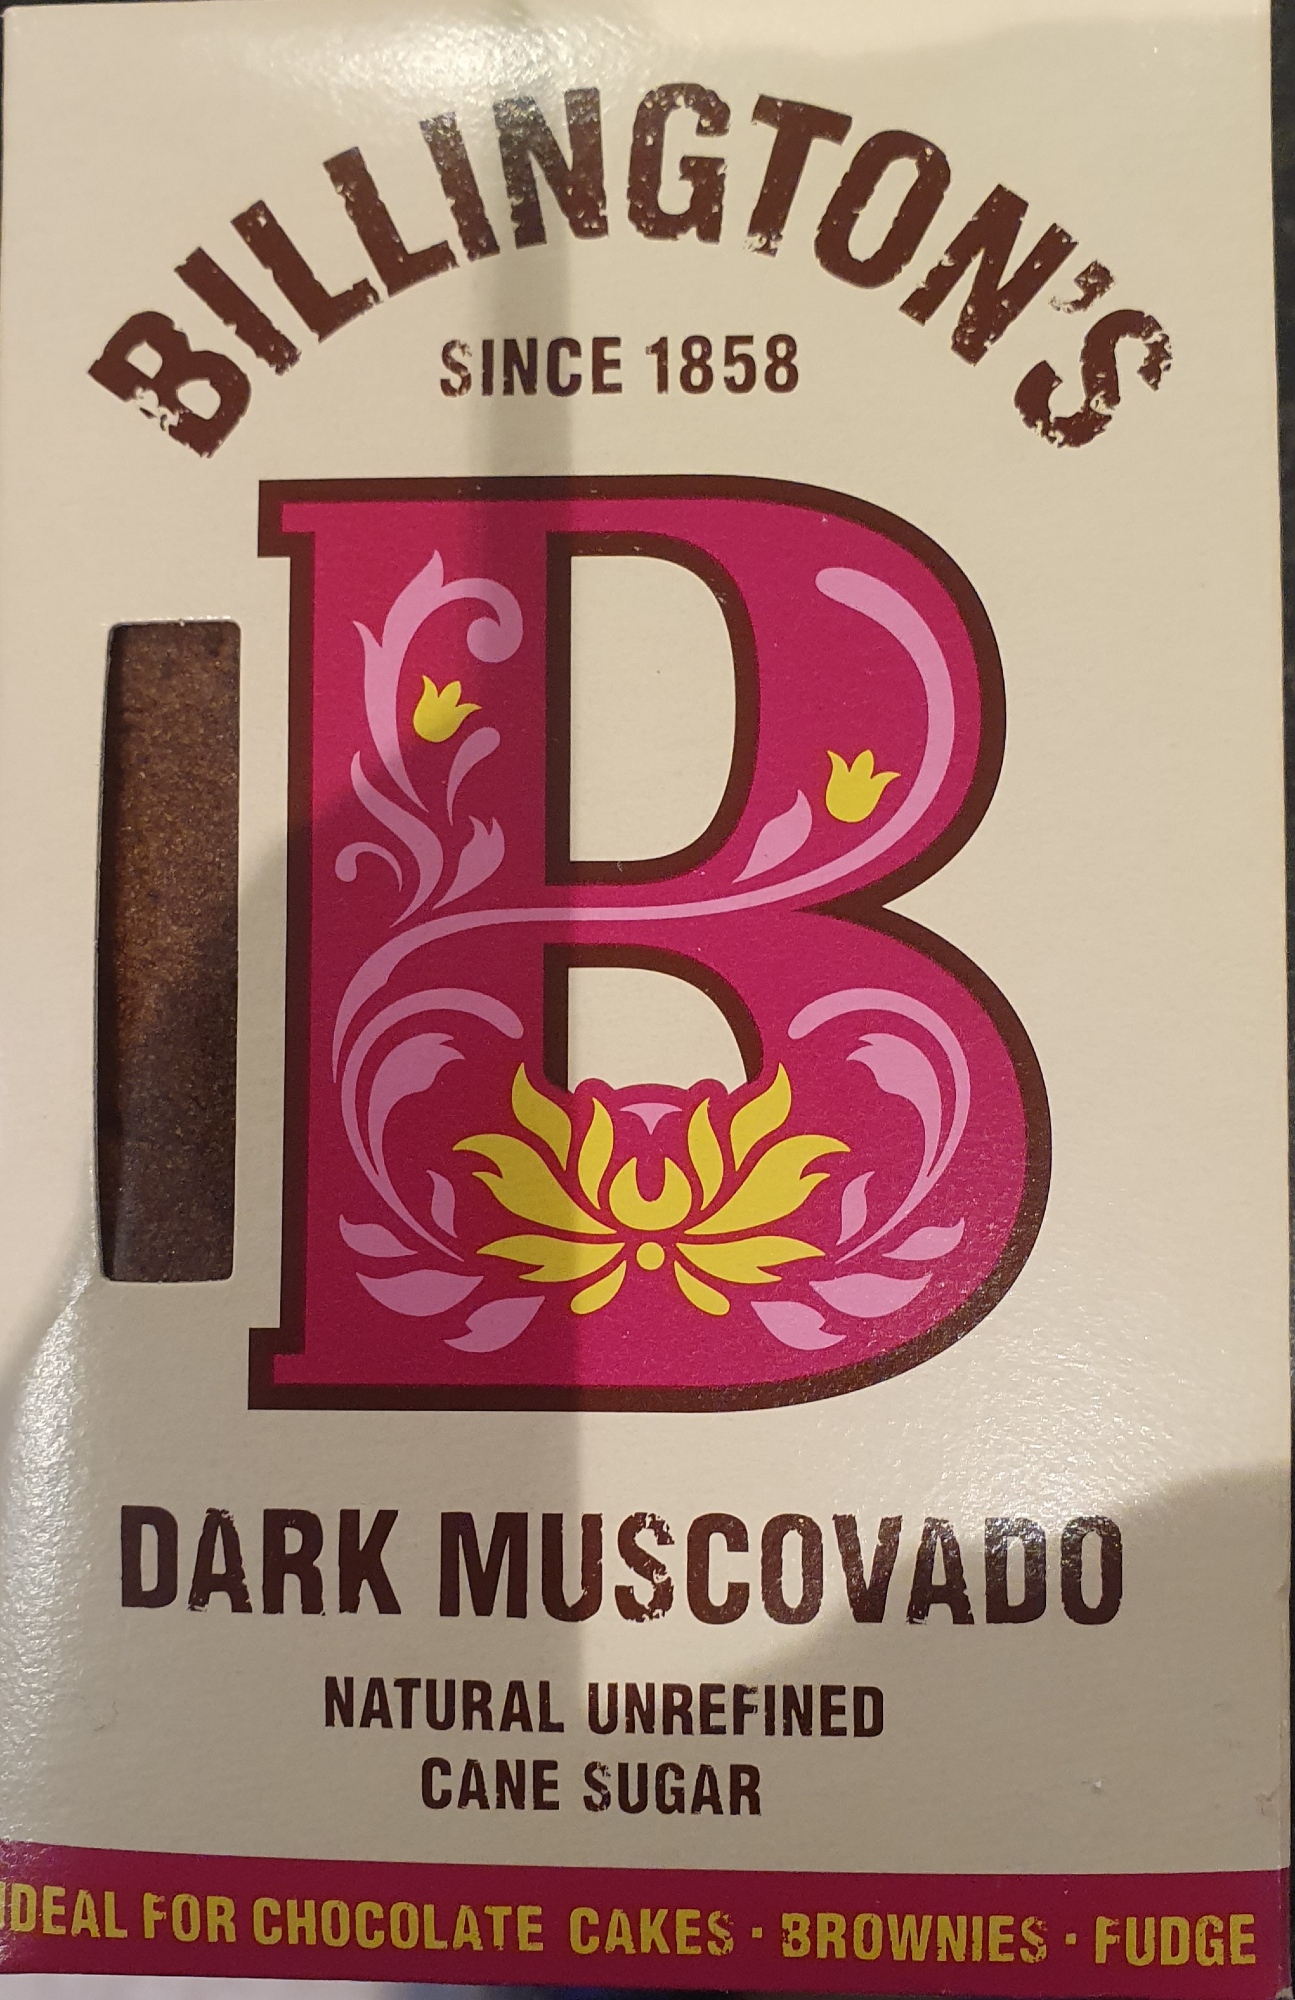 BILLINGTON'S
SINCE 1858
B
DARK MUSCOVADO
NATURAL UNREFINED
CANE SUGAR
IDEAL FOR CHOCOLATE CAKES · BROWNIES · FUDGE